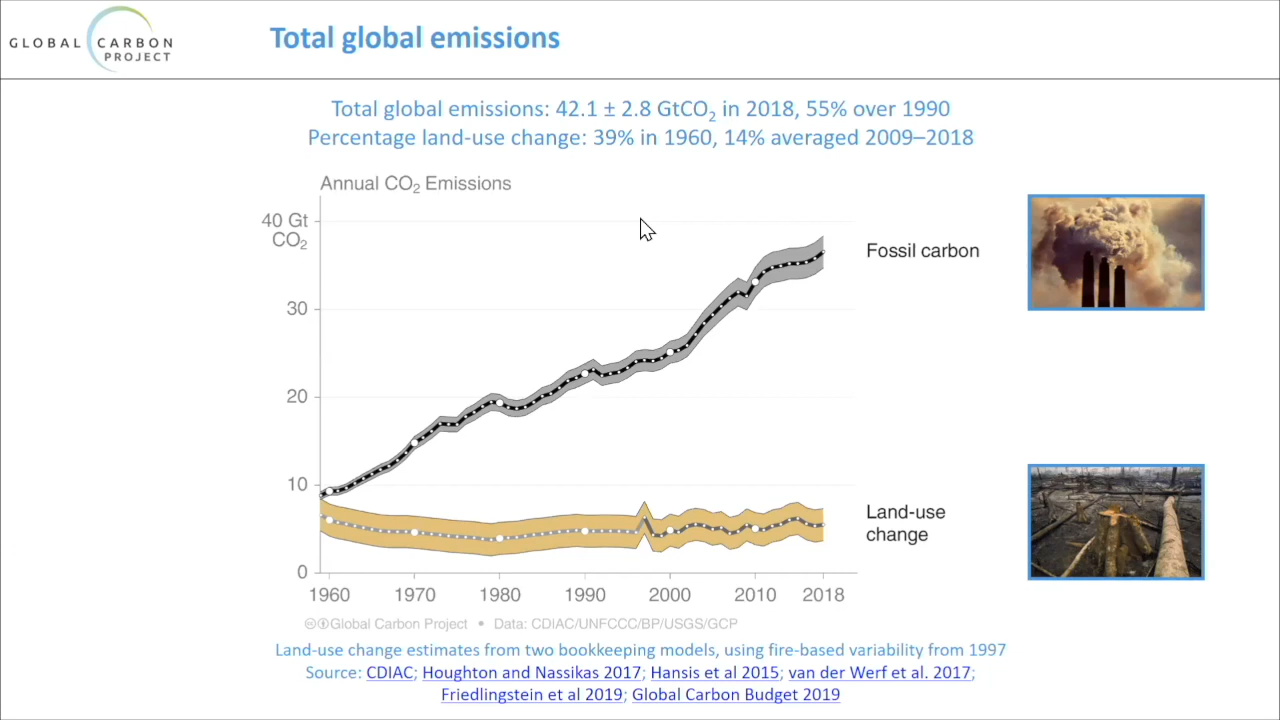 GLOBAL CARBON
PROJECT
Total global emissions
Total global emissions: 42.1 ± 2.8 GtCO₂ in 2018, 55% over 1990
Percentage land-use change: 39% in 1960, 14% averaged 2009–2018
Annual CO₂ Emissions
40 Gt
CO₂
30
20
10
0
Fossil carbon
Land-use
change
1960 1970 1980 1990 2000 2010 2018
Global Carbon Project • Data: CDIAC/UNFCCC/BP/USGS/GCP
Land-use change estimates from two bookkeeping models, using fire-based variability from 1997
Source: CDIAC; Houghton and Nassikas 2017; Hansis et al 2015; van der Werf et al. 2017;
Friedlingstein et al 2019; Global Carbon Budget 2019